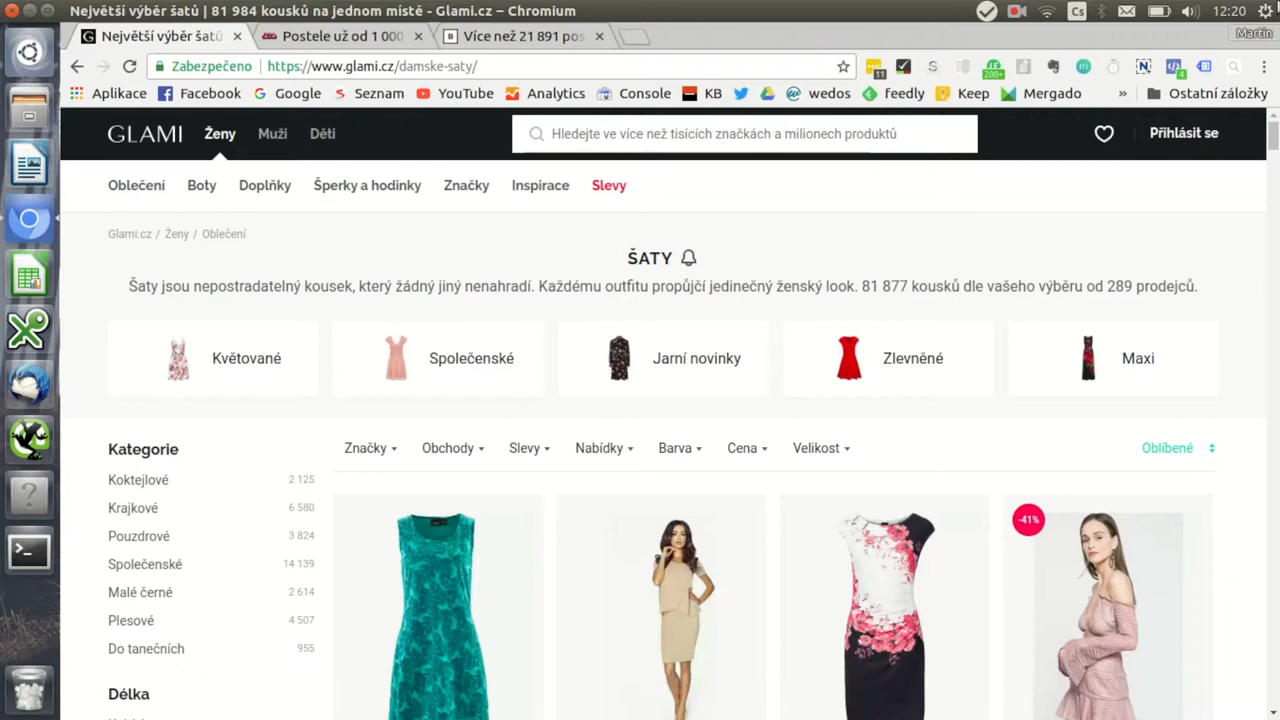 Největší výběr šatů | 81 984 kousků na jednom místě - Glami.cz – Chromium
Cs
12:20
Největší výběr šatů
Postele už od 1 000
Více než 21 891 pos
Martin
Zabezpečeno
https://www.glami.cz/damske-saty/
11
200+
4
Aplikace
Facebook
Google
Seznam
YouTube
Analytics
Console
KB
wedos
feedly
Keep
Mergado
»
Ostatní záložky
GLAMI
Ženy
Muži
Děti
Hledejte ve více než tisících značkách a milionech produktů
Přihlásit se
Oblečení
Boty
Doplňky
Šperky a hodinky
Značky
Inspirace
Slevy
Glami.cz / Ženy / Oblečení
ŠATY
Šaty jsou nepostradatelný kousek, který žádný jiný nenahradí. Každému outfitu propůjčí jedinečný ženský look. 81 877 kousků dle vašeho výběru od 289 prodejců.
Květované
Společenské
Jarní novinky
Zlevněné
Maxi
Kategorie
Značky
Obchody
Slevy
Nabídky
Barva
Cena
Velikost
Oblíbené
Koktejlové 2 125
Krajkové 6 580
Pouzdrové 3 824
Společenské 14 139
Malé černé 2 614
Plesové 4 507
Do tanečních 955
Délka
-41%